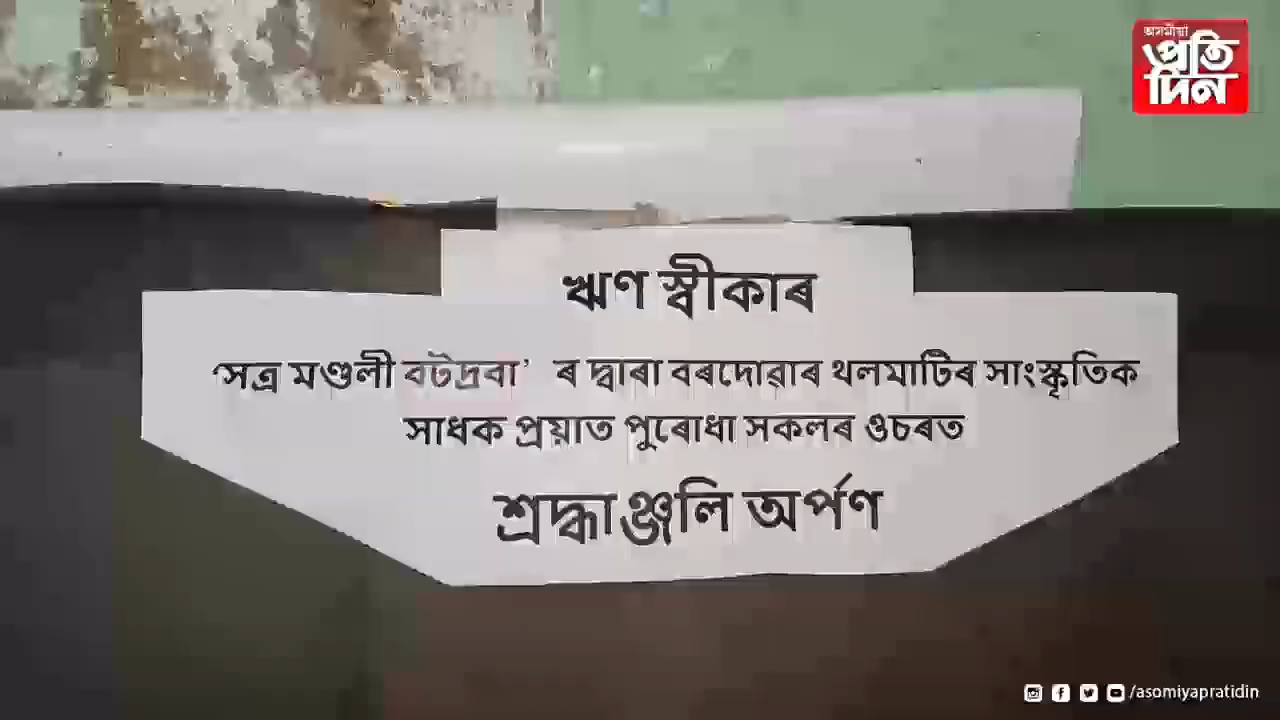 অসমীয়া
প্ৰতি
দিন
ঋণ স্বীকাৰ
‘সত্ৰ মণ্ডলী বটদ্ৰবা’ ৰ দ্বাৰা বৰদোৱাৰ থলমাটিৰ সাংস্কৃতিক
সাধক প্ৰয়াত পুৰোধা সকলৰ ওচৰত
শ্ৰদ্ধাঞ্জলি অৰ্পণ
/asomiyapratidin